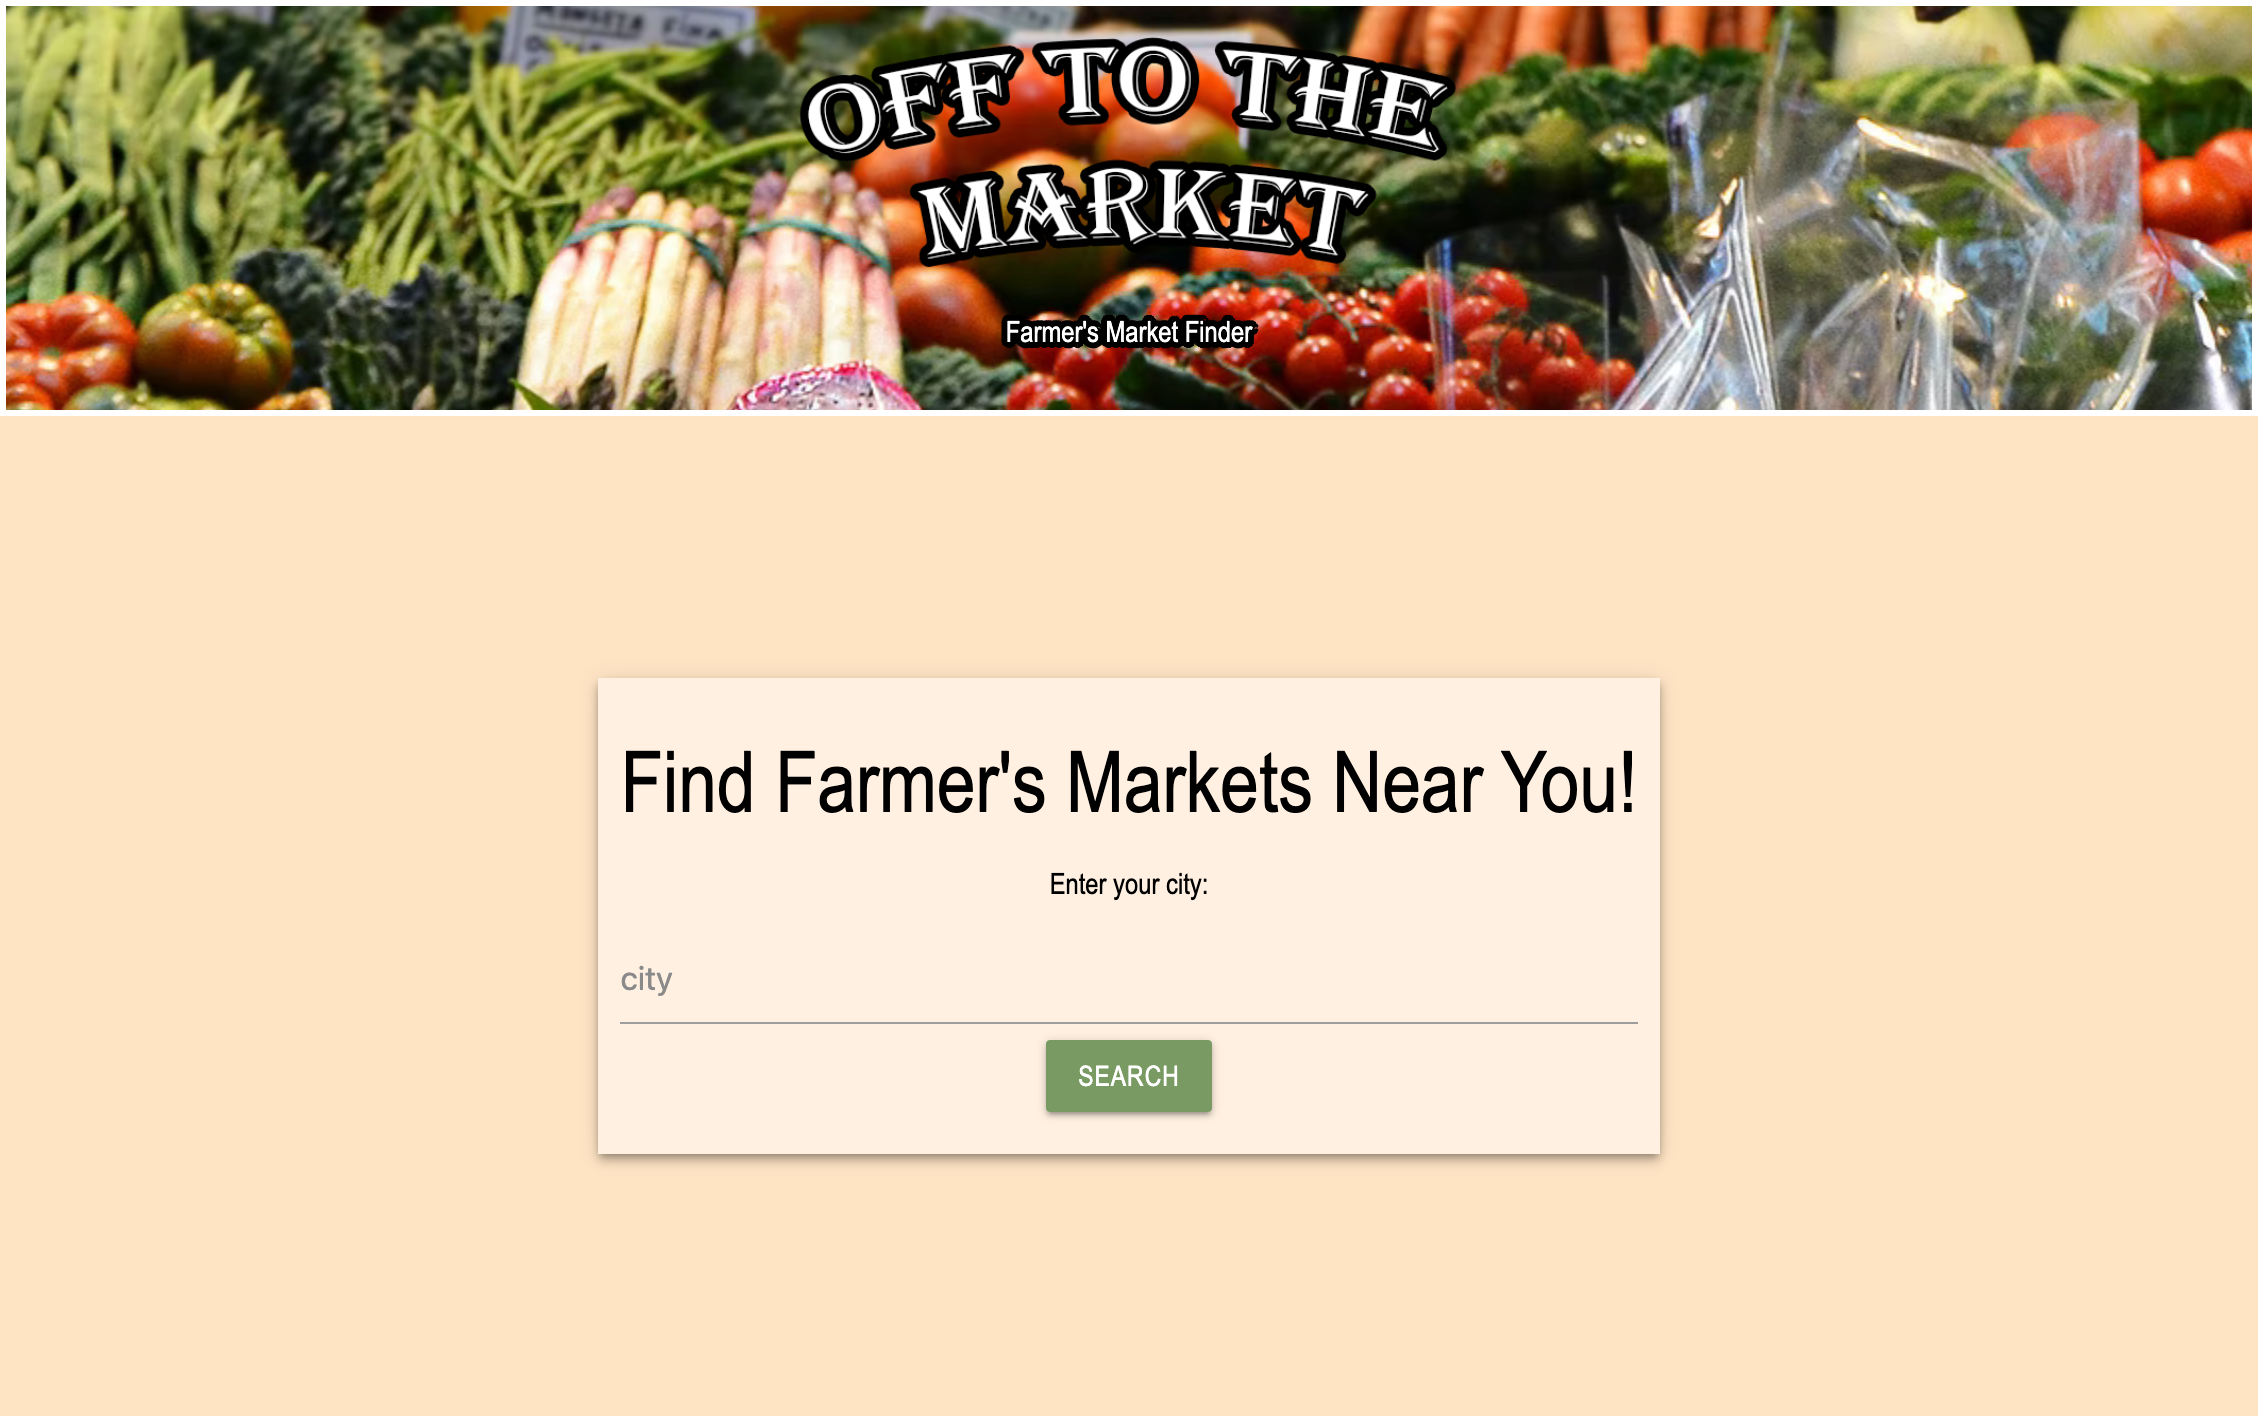 OFF TO THE
MARKET
Farmer's Market Finder
Find Farmer's Markets Near You!
Enter your city:
city
SEARCH